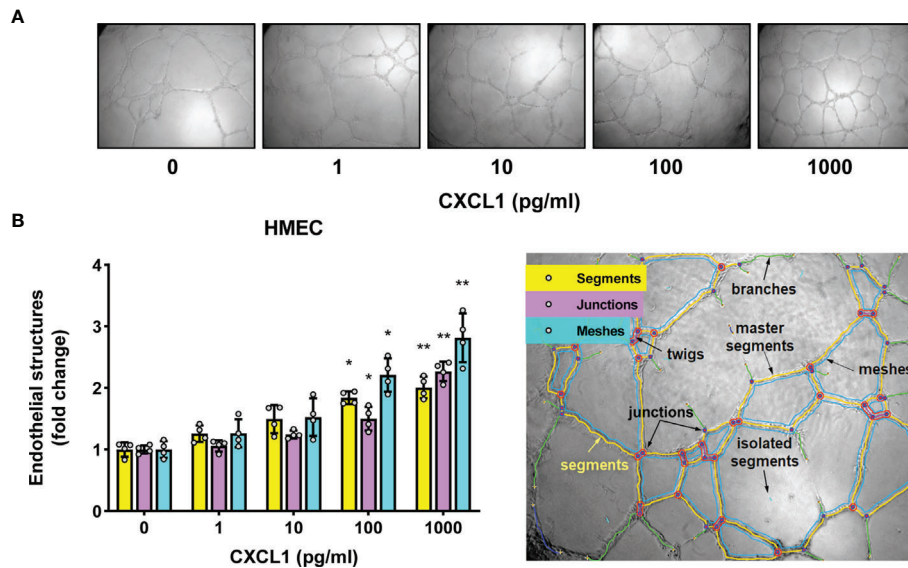 A
0
1
10
100
1000
CXCL1 (pg/ml)
B
HMEC
Endothelial structures
(fold change)
4
3
2
1
0
*
*
*
**
**
**
0
1
10
100
1000
CXCL1 (pg/ml)
Segments
Junctions
Meshes
branches
twigs
master
segments
meshes
junctions
segments
isolated
segments